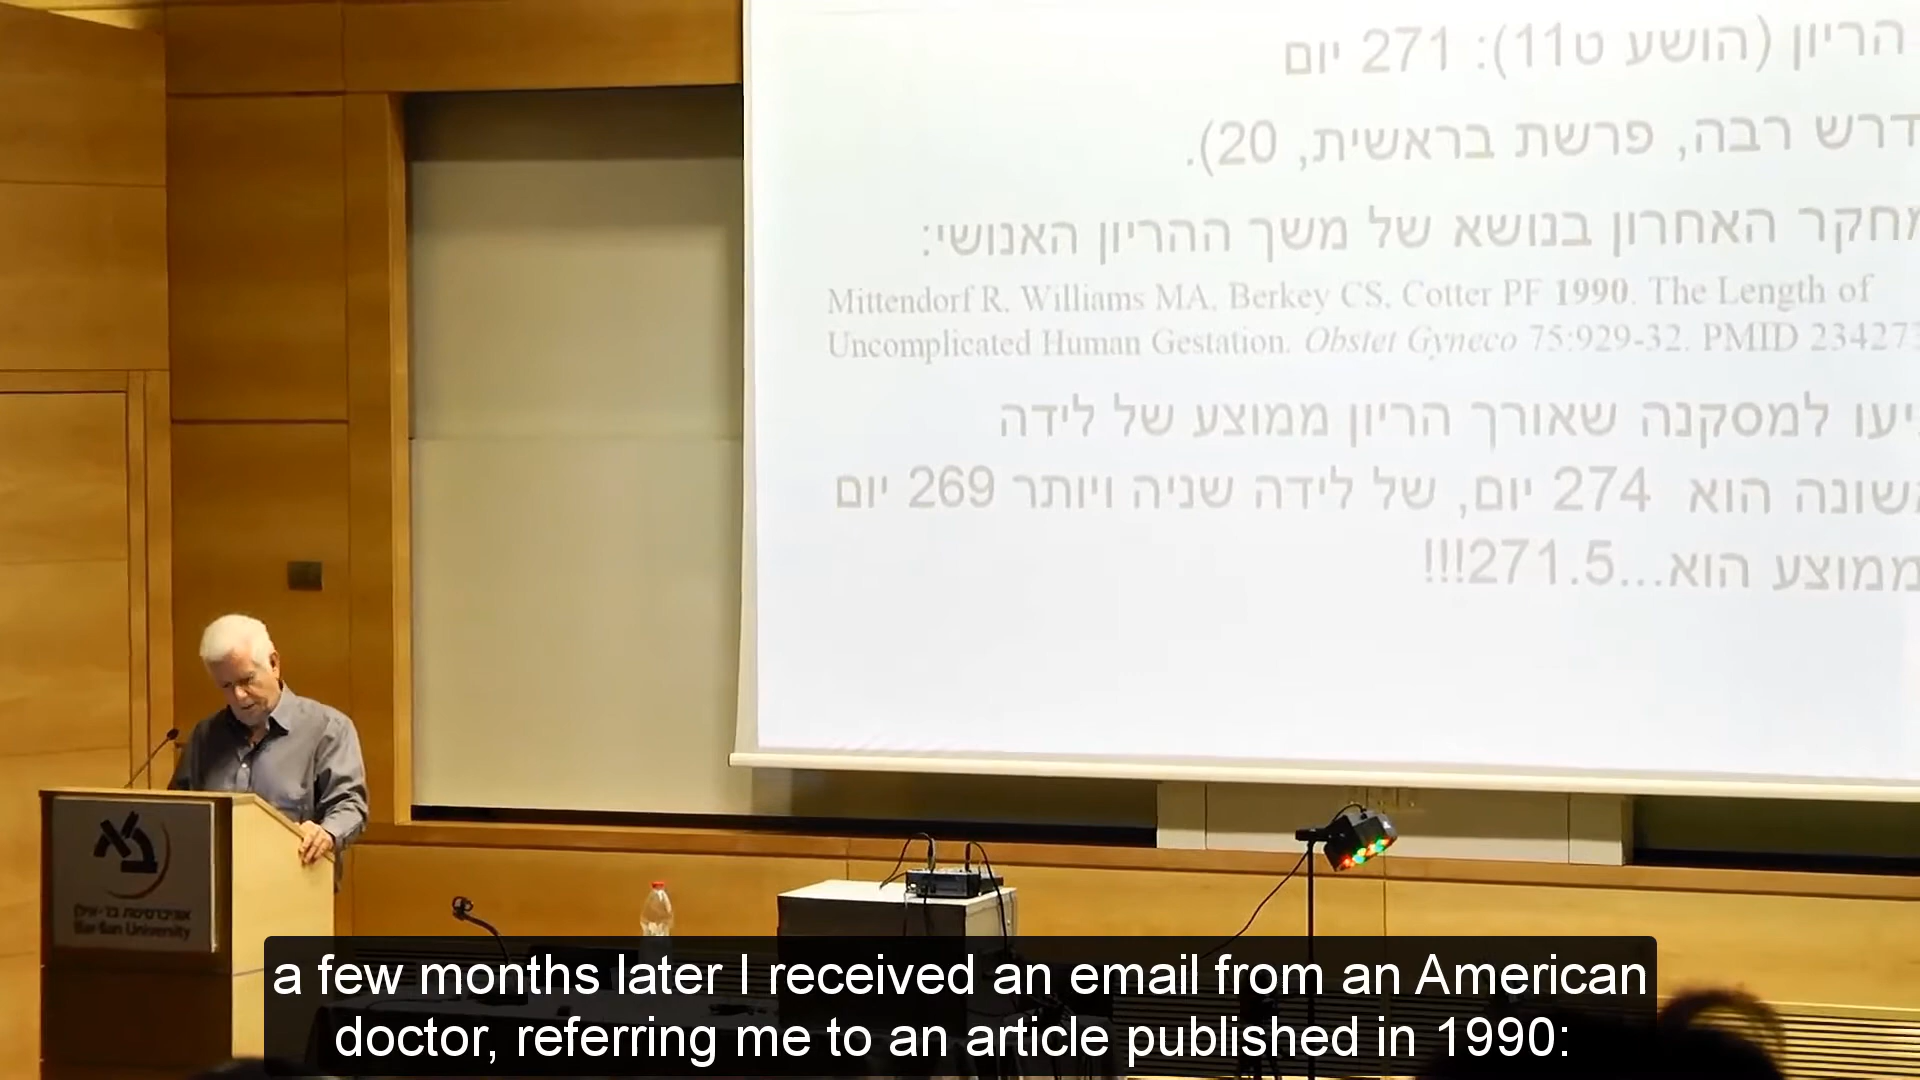 הריון (הושע ט11): 271 יום
דרש רבה, פרשת בראשית, 20).
מחקר האחרון בנושא של משך ההריון האנושי:
Mittendorf R, Williams MA, Berkey CS, Cotter PF 1990. The Length of
Uncomplicated Human Gestation. Obstet Gyneco 75:929-32. PMID 234273
יעו למסקנה שאורך הריון ממוצע של לידה
שונה הוא 274 יום, של לידה שניה ויותר 269 יום
ממוצע הוא...271.5!!!
אוניברסיטת בר-אילן
Bar-Ilan University
a few months later I received an email from an American
doctor, referring me to an article published in 1990: